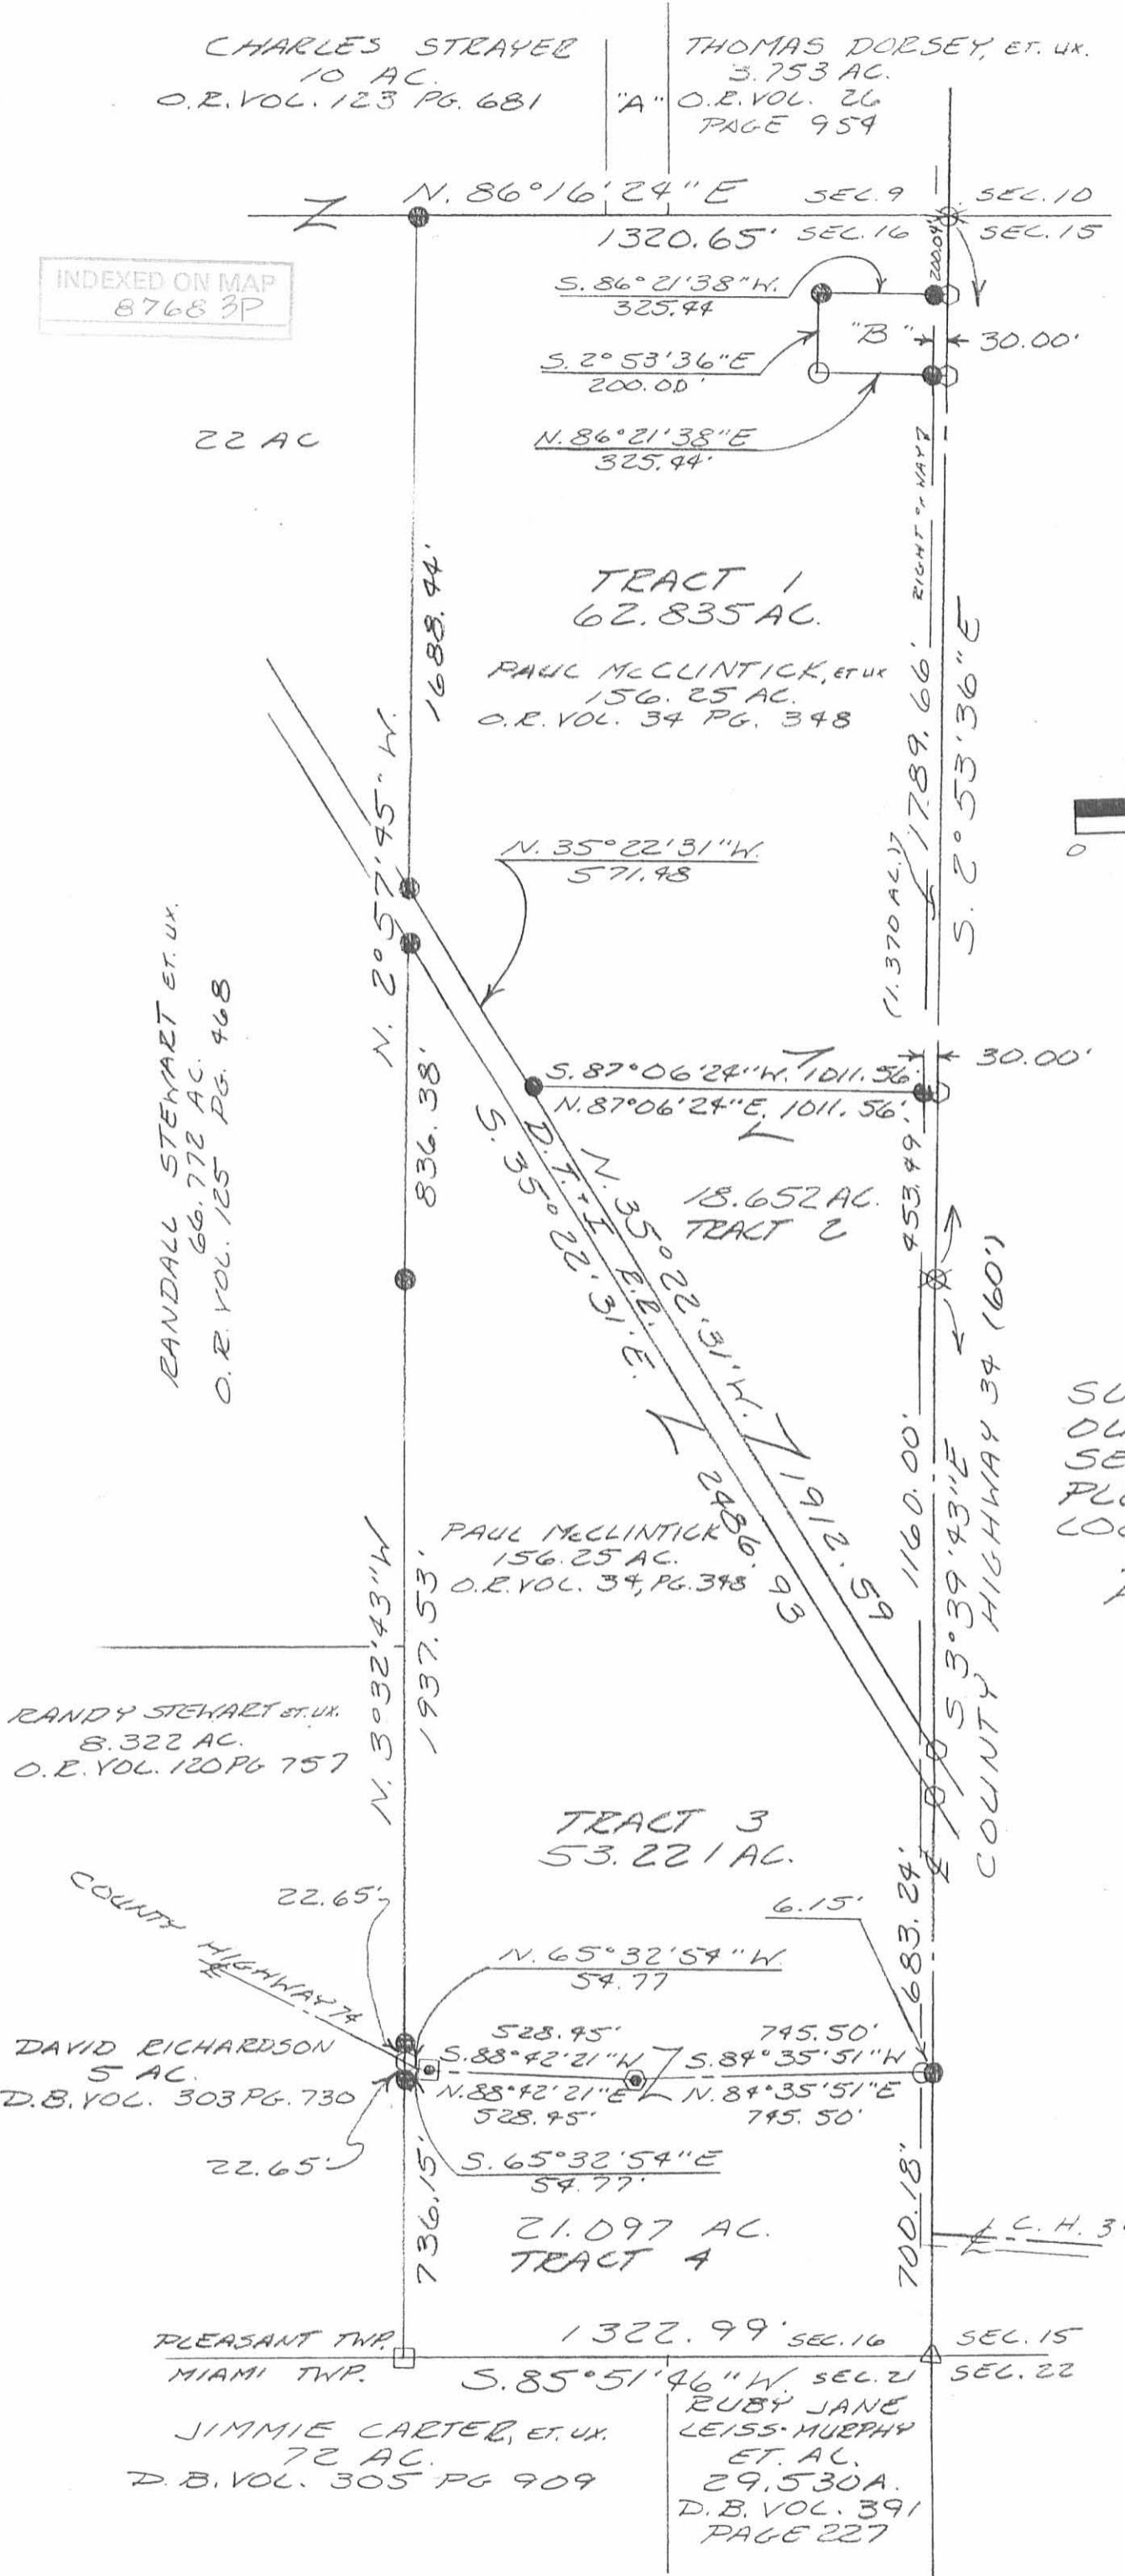 CHARLES STRAYER
10 AC.
O.R. VOL. 123 PG. 681
"A"
THOMAS DORSEY, ET. UX.
3.753 AC.
O.R. VOL. 26
PAGE 954
N. 86°16'24"E
SEC. 9
SEC. 10
1320.65'
SEC. 16
SEC. 15
200.04'
INDEXED ON MAP
8768 3P
S. 86°21'38"W.
325.44
"B"
30.00'
S. 2°53'36"E
200.00'
N. 86°21'38"E
325.44'
22 AC
RIGHT OF WAY
1688.44'
TRACT 1
62.835 AC.
PAUL McCLINTICK, ET UX
156.25 AC.
O.R. VOL. 34 PG. 348
1789.66'
S. 2°53'36"E
N. 2°57'45"W.
N. 35°22'31"W.
571.48
0
(1.370 AC.)
RANDALL STEWART ET. UX.
66.772 AC.
O.R. VOL. 125 PG. 468
836.38'
S. 87°06'24"W. 1011.56'
30.00'
N. 87°06'24"E. 1011.56'
D.T.+I R.R.
S. 35°22'31"E.
2486.93
N. 35°22'31"W.
1912.59
18.652 AC.
TRACT 2
453.49'
1160.00'
S 3°39'43"E
COUNTY HIGHWAY 34 (60')
SU
OU
SE
PLE
LOG
PAUL McCLINTICK
156.25 AC.
O.R. VOL. 34, PG. 348
N. 3°32'43"W
1937.53'
RANDY STEWART ET. UX.
8.322 AC.
O.R. VOL. 120 PG 757
TRACT 3
53.221 AC.
683.24'
COUNTY HIGHWAY 74
22.65'
6.15'
N. 65°32'54"W.
54.77
DAVID RICHARDSON
5 AC.
D.B. VOL. 303 PG. 730
528.45'
745.50'
S. 88°42'21"W
S. 84°35'51"W
N. 88°42'21"E
N. 84°35'51"E
528.45'
745.50'
22.65'
S. 65°32'54"E
54.77'
736.15'
21.097 AC.
TRACT 4
700.18"
C.H. 3
PLEASANT TWP.
1322.99'
SEC. 16
SEC. 15
MIAMI TWP.
S. 85°51'46"W.
SEC. 21
SEC. 22
JIMMIE CARTER, ET. UX.
72 AC.
D.B. VOL. 305 PG 909
RUBY JANE
LEISS-MURPHY
ET. AL.
29.530A.
D.B. VOL. 391
PAGE 227